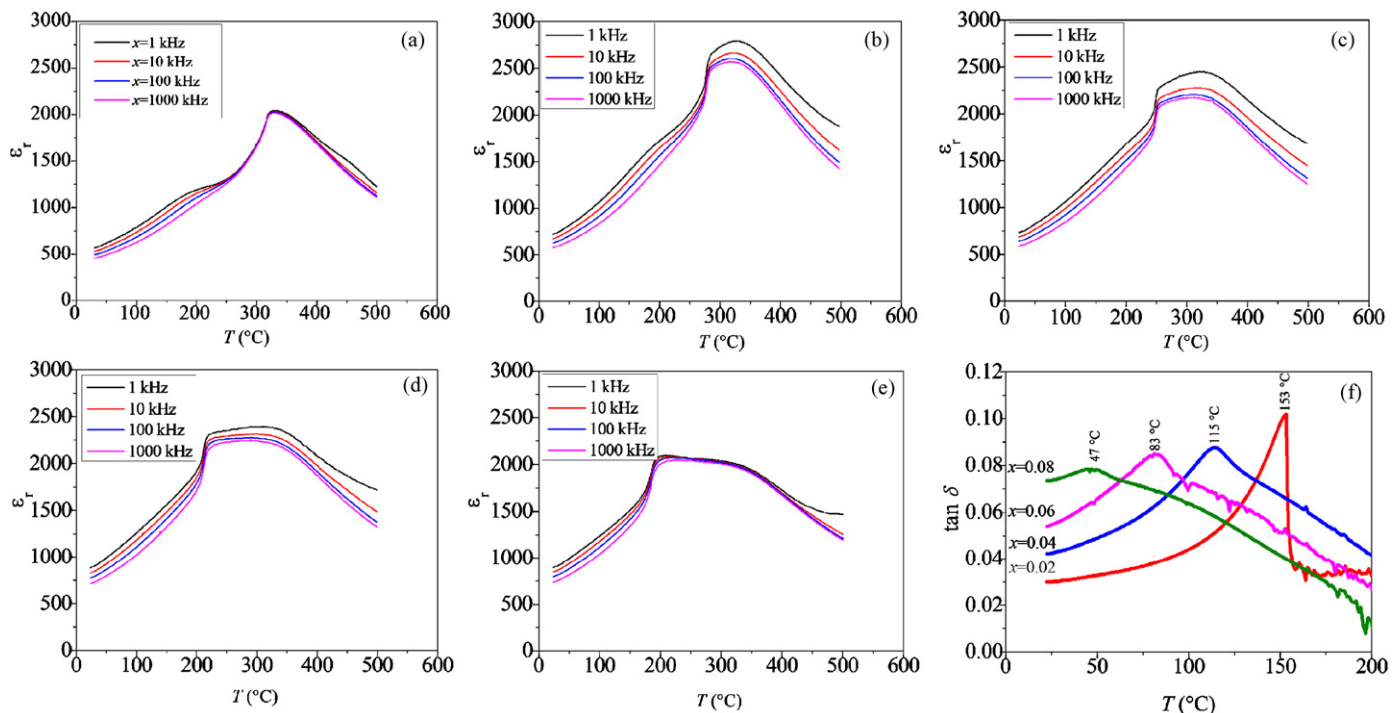 (a)
x=1 kHz
x=10 kHz
x=100 kHz
x=1000 kHz
3000
2500
2000
1500
1000
500
0
εr
0 100 200 300 400 500 600
T (°C)
(b)
1 kHz
10 kHz
100 kHz
1000 kHz
3000
2500
2000
1500
1000
500
0
εr
0 100 200 300 400 500 600
T (°C)
(c)
1 kHz
10 kHz
100 kHz
1000 kHz
3000
2500
2000
1500
1000
500
0
εr
0 100 200 300 400 500 600
T (°C)
(d)
1 kHz
10 kHz
100 kHz
1000 kHz
3000
2500
2000
1500
1000
500
0
εr
0 100 200 300 400 500 600
T (°C)
(e)
1 kHz
10 kHz
100 kHz
1000 kHz
3000
2500
2000
1500
1000
500
0
εr
0 100 200 300 400 500 600
T (°C)
(f)
0.12
0.10
0.08
0.06
0.04
0.02
0.00
tan δ
47 °C
83 °C
115 °C
153 °C
x=0.08
x=0.06
x=0.04
x=0.02
0 50 100 150 200
T (°C)